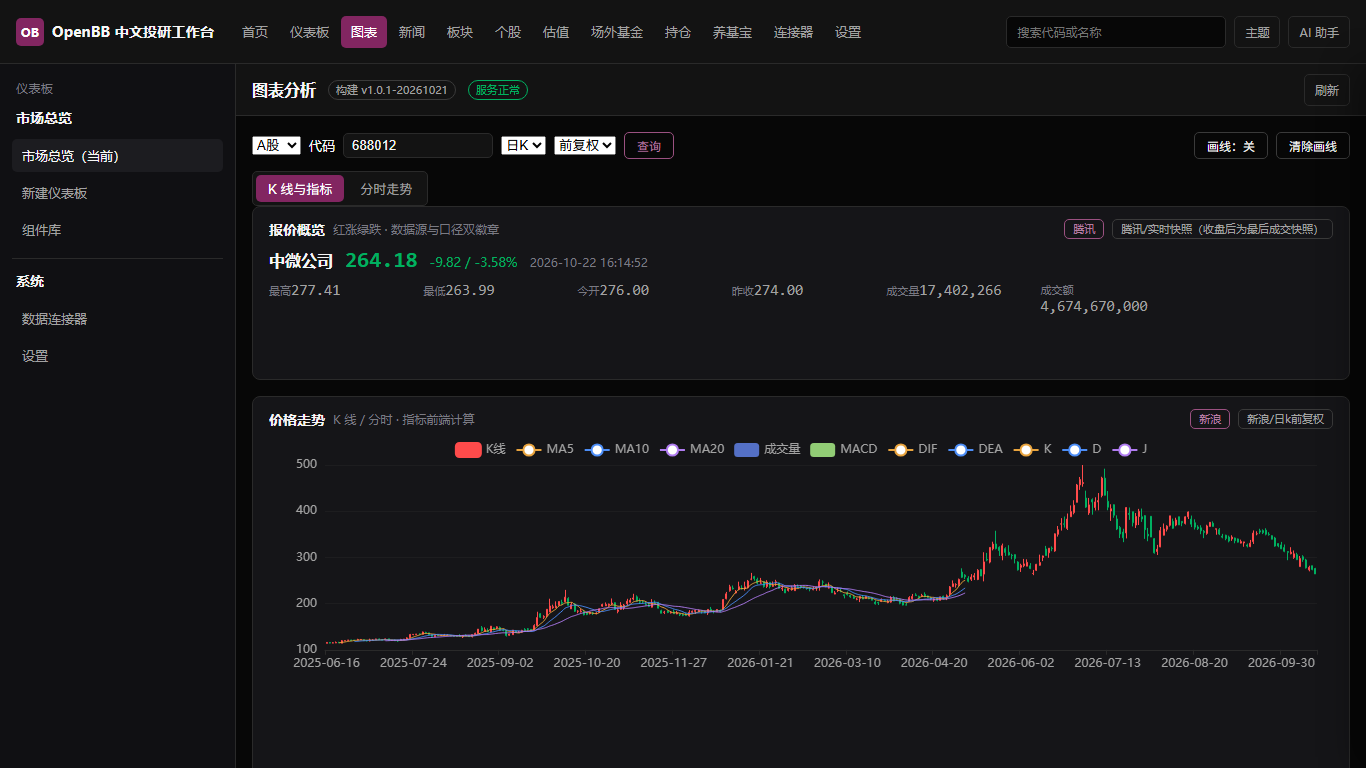 OB OpenBB 中文投研工作台 首页 仪表板 图表 新闻 板块 个股 估值 场外基金 持仓 养基宝 连接器 设置 搜索代码或名称 主题 AI 助手
仪表板
市场总览
市场总览（当前）
新建仪表板
组件库
系统
数据连接器
设置
图表分析 构建 v1.0.1-20261021 服务正常 刷新
A股 代码 688012 日K 前复权 查询 画线：关 清除画线
K 线与指标 分时走势
报价概览 红涨绿跌 · 数据源与口径双徽章 腾讯 腾讯/实时快照（收盘后为最后成交快照）
中微公司 264.18 -9.82 / -3.58% 2026-10-22 16:14:52
最高277.41 最低263.99 今开276.00 昨收274.00 成交量17,402,266 成交额
4,674,670,000
价格走势 K 线 / 分时 · 指标前端计算 新浪 新浪/日k前复权
K线 MA5 MA10 MA20 成交量 MACD DIF DEA K D J
500
400
300
200
100
2025-06-16 2025-07-24 2025-09-02 2025-10-20 2025-11-27 2026-01-21 2026-03-10 2026-04-20 2026-06-02 2026-07-13 2026-08-20 2026-09-30